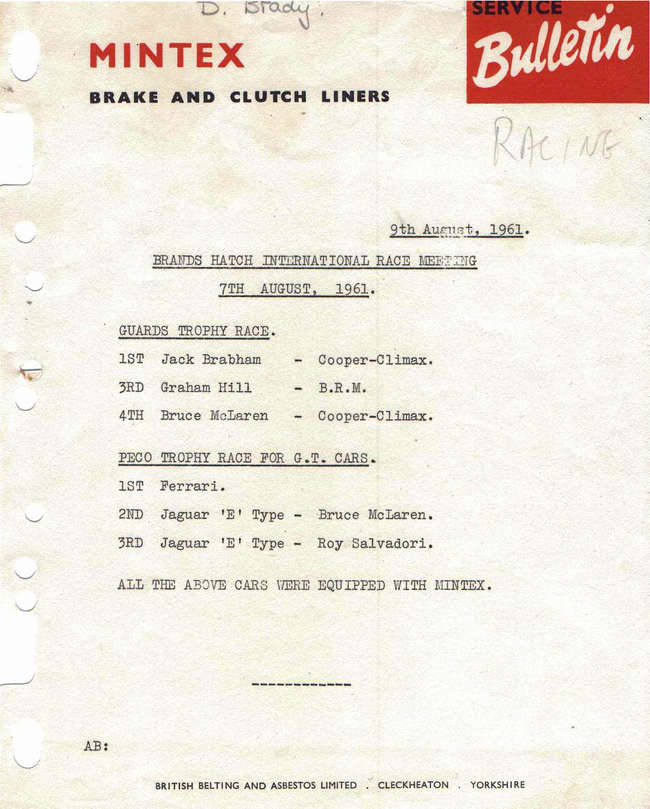 D. Brady.
SERVICE
Bulletin
MINTEX
BRAKE AND CLUTCH LINERS
RACING
9th August, 1961.
BRANDS HATCH INTERNATIONAL RACE MEETING
7TH AUGUST, 1961.
GUARDS TROPHY RACE.
1ST Jack Brabham - Cooper-Climax.
3RD Graham Hill - B.R.M.
4TH Bruce McLaren - Cooper-Climax.
PECO TROPHY RACE FOR G.T. CARS.
1ST Ferrari.
2ND Jaguar 'E' Type - Bruce McLaren.
3RD Jaguar 'E' Type - Roy Salvadori.
ALL THE ABOVE CARS WERE EQUIPPED WITH MINTEX.
------------
AB:
BRITISH BELTING AND ASBESTOS LIMITED . CLECKHEATON . YORKSHIRE